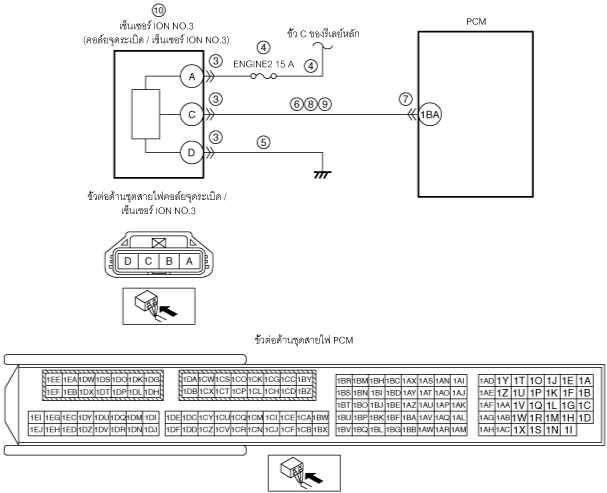 ⑩
เซ็นเซอร์ ION NO.3
(คอล์ยจุดระเบิด / เซ็นเซอร์ ION NO.3)
ขั้ว C ของรีเลย์หลัก
PCM
④
ENGINE2 15 A
④
③
A
③
C
⑥ ⑧ ⑨
⑦
1BA
③
D
⑤
ขั้วต่อด้านชุดสายไฟคอล์ยจุดระเบิด /
เซ็นเซอร์ ION NO.3
D C B A
ขั้วต่อด้านชุดสายไฟ PCM
1EE 1EA 1DW 1DS 1DO 1DK 1DG
1EF 1EB 1DX 1DT 1DP 1DL 1DH
1EI 1EG 1EC 1DY 1DU 1DQ 1DM 1DI
1EJ 1EH 1ED 1DZ 1DV 1DR 1DN 1DJ
1DA 1CW 1CS 1CO 1CK 1CG 1CC 1BY
1DB 1CX 1CT 1CP 1CL 1CH 1CD 1BZ
1DE 1DC 1CY 1CU 1CQ 1CM 1CI 1CE 1CA 1BW
1DF 1DD 1CZ 1CV 1CR 1CN 1CJ 1CF 1CB 1BX
1BR 1BM 1BH 1BC 1AX 1AS 1AN 1AI
1BS 1BN 1BI 1BD 1AY 1AT 1AO 1AJ
1BT 1BO 1BJ 1BE 1AZ 1AU 1AP 1AK
1BU 1BP 1BK 1BF 1BA 1AV 1AQ 1AL
1BV 1BQ 1BL 1BG 1BB 1AW 1AR 1AM
1AD 1Y 1T 1O 1J 1E 1A
1AE 1Z 1U 1P 1K 1F 1B
1AF 1AA 1V 1Q 1L 1G 1C
1AG 1AB 1W 1R 1M 1H 1D
1AH 1AC 1X 1S 1N 1I